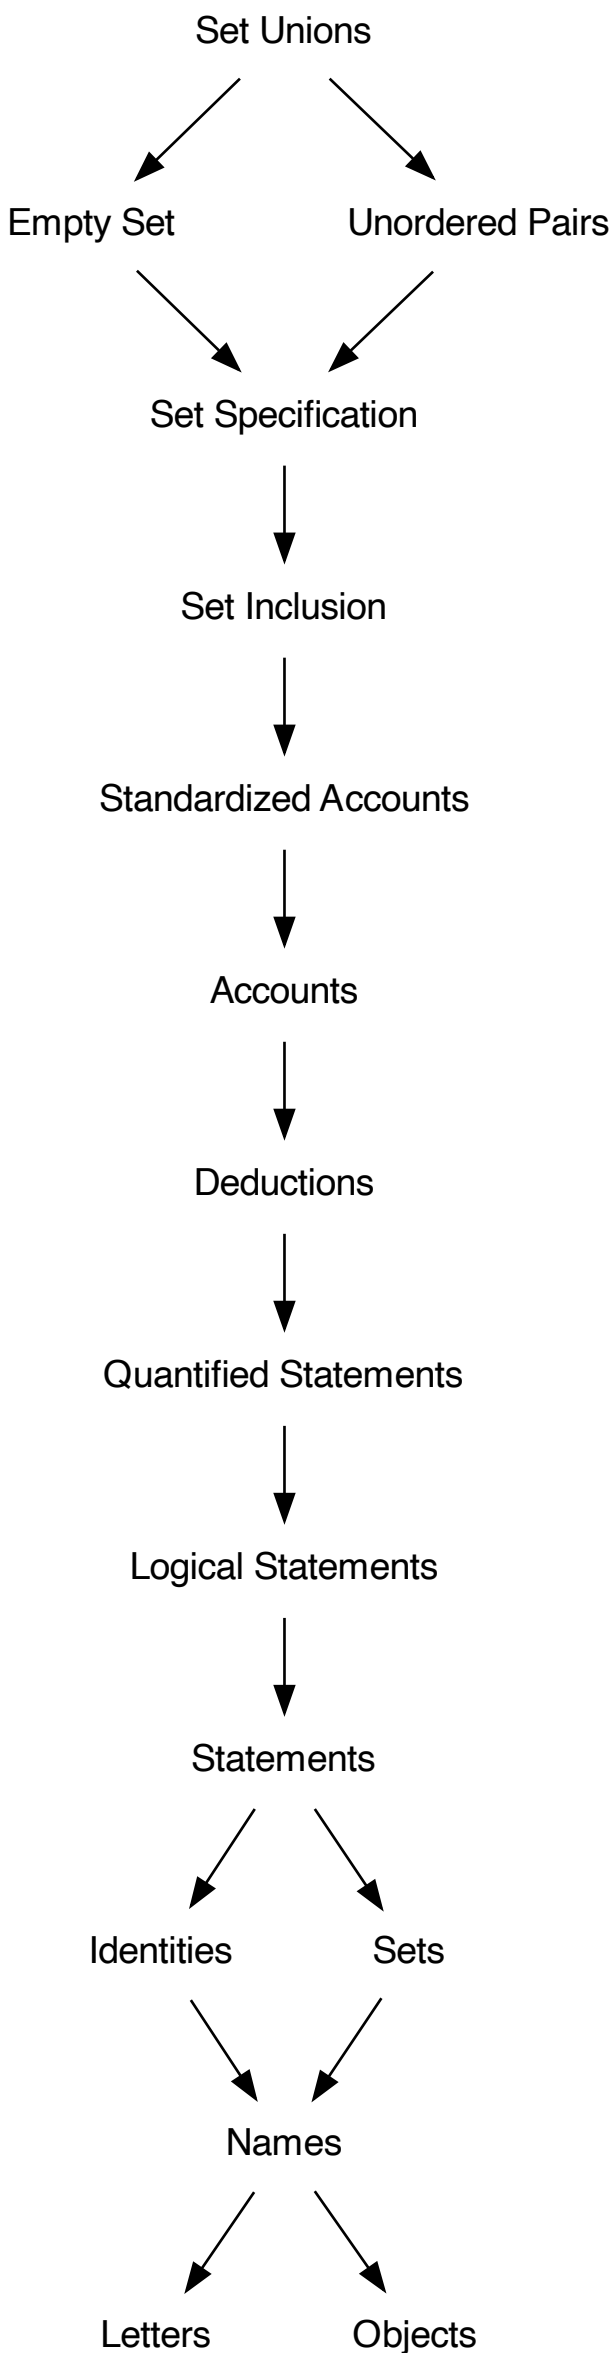 Set Unions
Empty Set
Unordered Pairs
Set Specification
Set Inclusion
Standardized Accounts
Accounts
Deductions
Quantified Statements
Logical Statements
Statements
Identities
Sets
Names
Letters
Objects